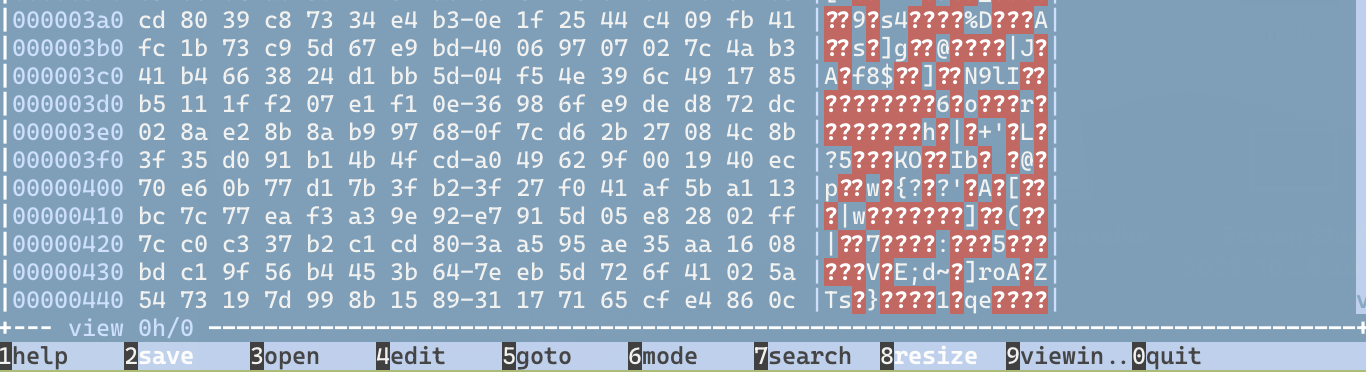 000003a0 cd 80 39 c8 73 34 e4 b3-0e 1f 25 44 c4 09 fb 41 |??9?s4????%D???A|
000003b0 fc 1b 73 c9 5d 67 e9 bd-40 06 97 07 02 7c 4a b3 |??s?]g??@????|J?|
000003c0 41 b4 66 38 24 d1 bb 5d-04 f5 4e 39 6c 49 17 85 |A?f8$??]??N9lI??|
000003d0 b5 11 1f f2 07 e1 f1 0e-36 98 6f e9 de d8 72 dc |????????6?o???r?|
000003e0 02 8a e2 8b 8a b9 97 68-0f 7c d6 2b 27 08 4c 8b |???????h?|?+'?L?|
000003f0 3f 35 d0 91 b1 4b 4f cd-a0 49 62 9f 00 19 40 ec |?5???KO??Ib? ?@?|
00000400 70 e6 0b 77 d1 7b 3f b2-3f 27 f0 41 af 5b a1 13 |p??w?{???'?A?[??|
00000410 bc 7c 77 ea f3 a3 9e 92-e7 91 5d 05 e8 28 02 ff |?|w???????]??(??|
00000420 7c c0 c3 37 b2 c1 cd 80-3a a5 95 ae 35 aa 16 08 ||??7????:???5???|
00000430 bd c1 9f 56 b4 45 3b 64-7e eb 5d 72 6f 41 02 5a |???V?E;d~?]roA?Z|
00000440 54 73 19 7d 99 8b 15 89-31 17 71 65 cf e4 86 0c |Ts?}????1?qe????|
+--- view 0h/0 ---+
1help 2save 3open 4edit 5goto 6mode 7search 8resize 9viewin..0quit